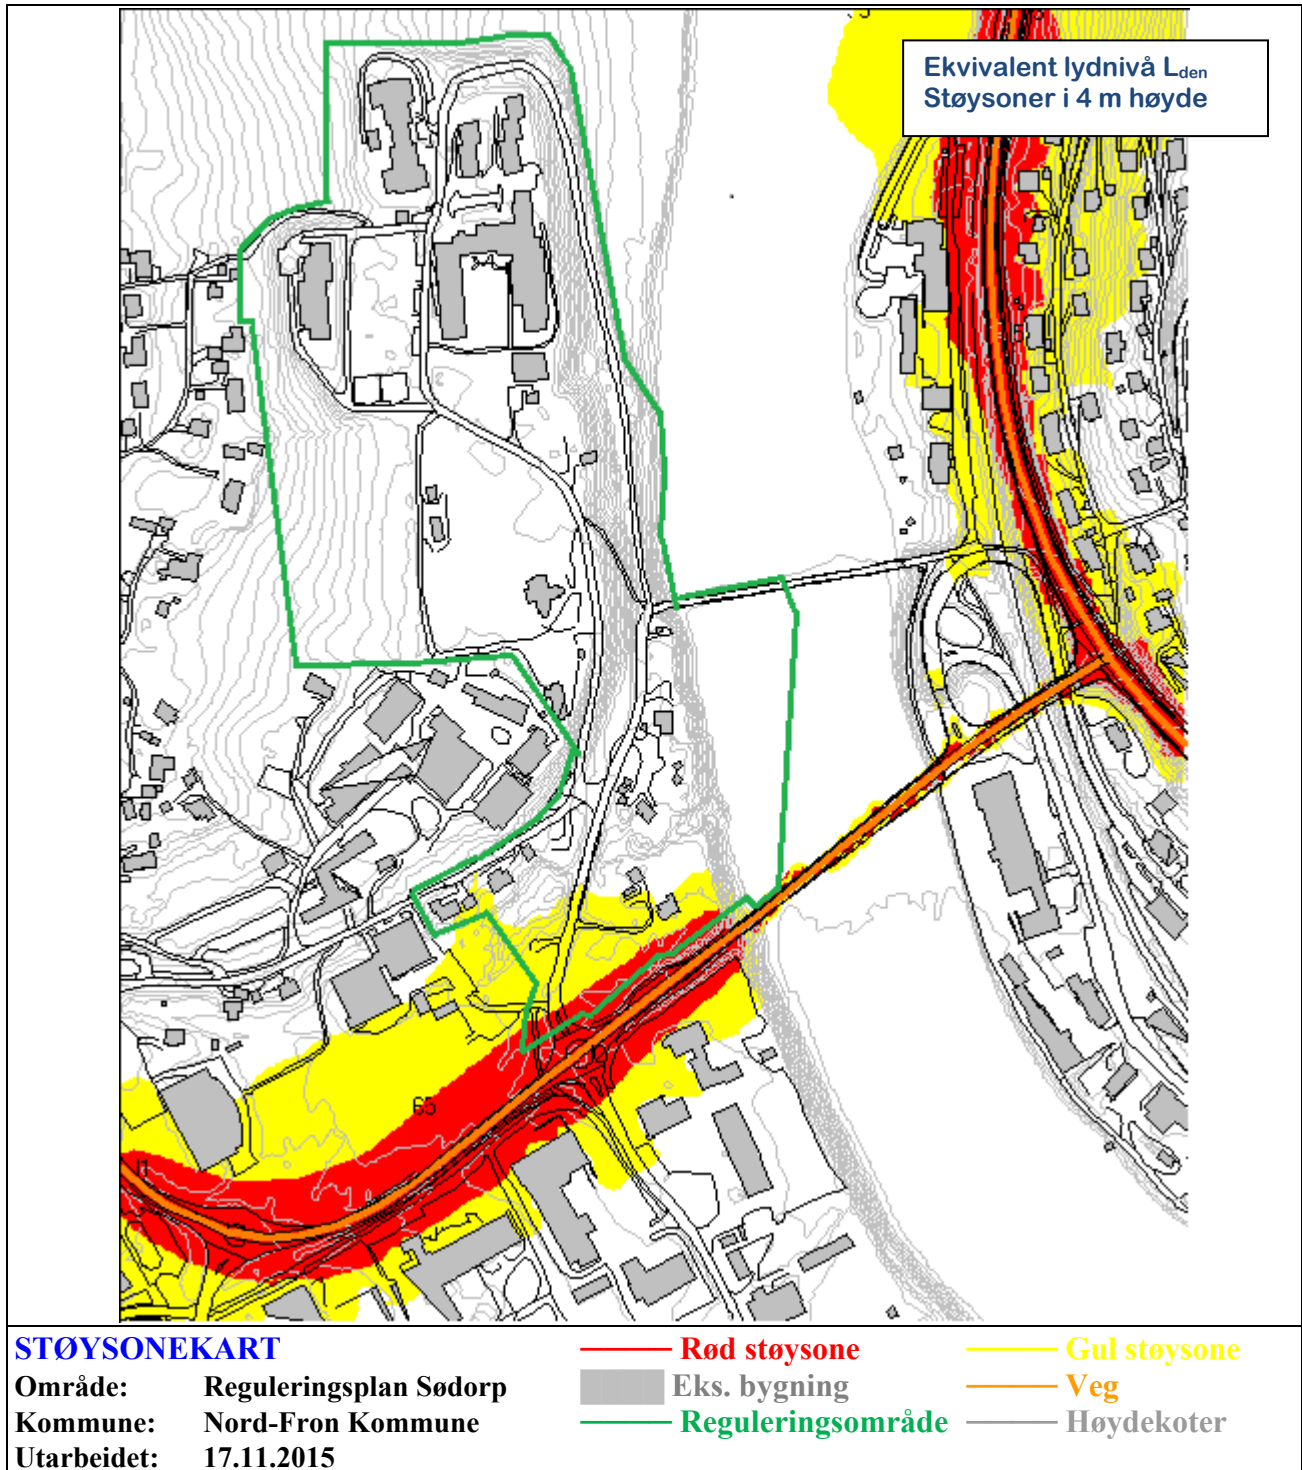 Ekvivalent lydnivå Lden
Støysoner i 4 m høyde
65
STØYSONEKART
Rød støysone
Gul støysone
Område: Reguleringsplan Sødorp
Eks. bygning
Veg
Kommune: Nord-Fron Kommune
Reguleringsområde
Høydekoter
Utarbeidet: 17.11.2015